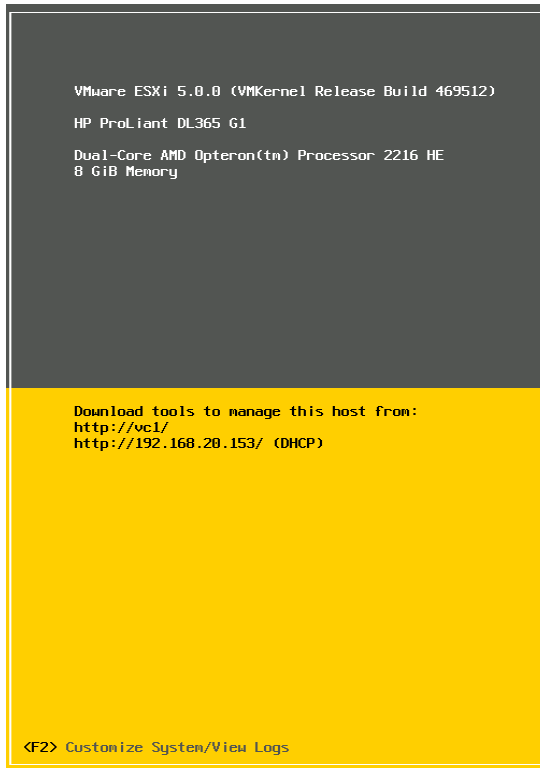 VMware ESXi 5.0.0 (VMKernel Release Build 469512)
HP ProLiant DL365 G1
Dual-Core AMD Opteron(tm) Processor 2216 HE
8 GiB Memory
Download tools to manage this host from:
http://vc1/
http://192.168.20.153/ (DHCP)
<F2> Customize System/View Logs